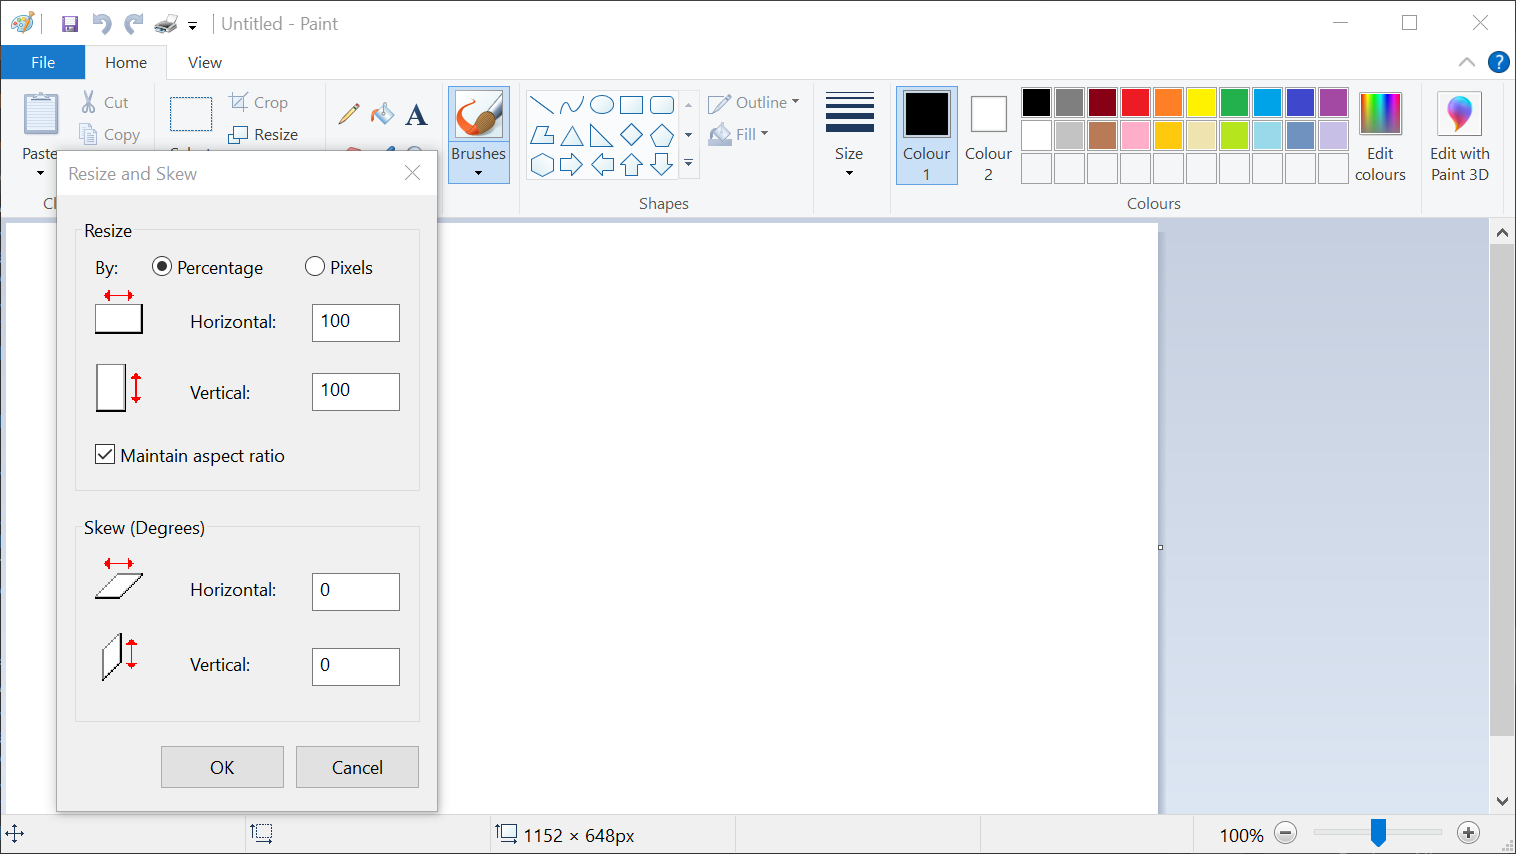 Untitled - Paint
File
Home
View
Cut
Copy
Paste
Crop
Resize
A
Brushes
Outline
Fill
Shapes
Size
Colour 1
Colour 2
Edit colours
Edit with Paint 3D
Colours
Resize and Skew
Resize
By:
Percentage
Pixels
Horizontal:
100
Vertical:
100
Maintain aspect ratio
Skew (Degrees)
Horizontal:
0
Vertical:
0
OK
Cancel
1152 × 648px
100%